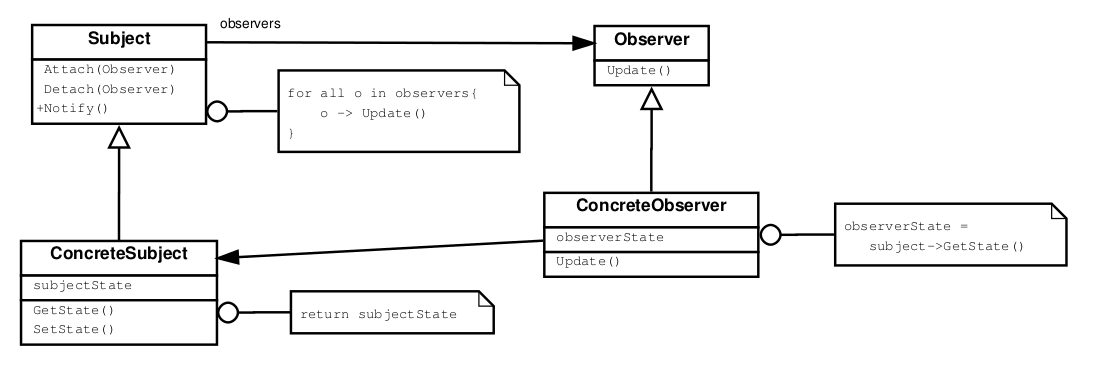 observers
Subject
Attach(Observer)
Detach(Observer)
+Notify()
for all o in observers{
o -> Update()
}
Observer
Update()
ConcreteObserver
observerState
Update()
observerState =
subject->GetState()
ConcreteSubject
subjectState
GetState()
SetState()
return subjectState